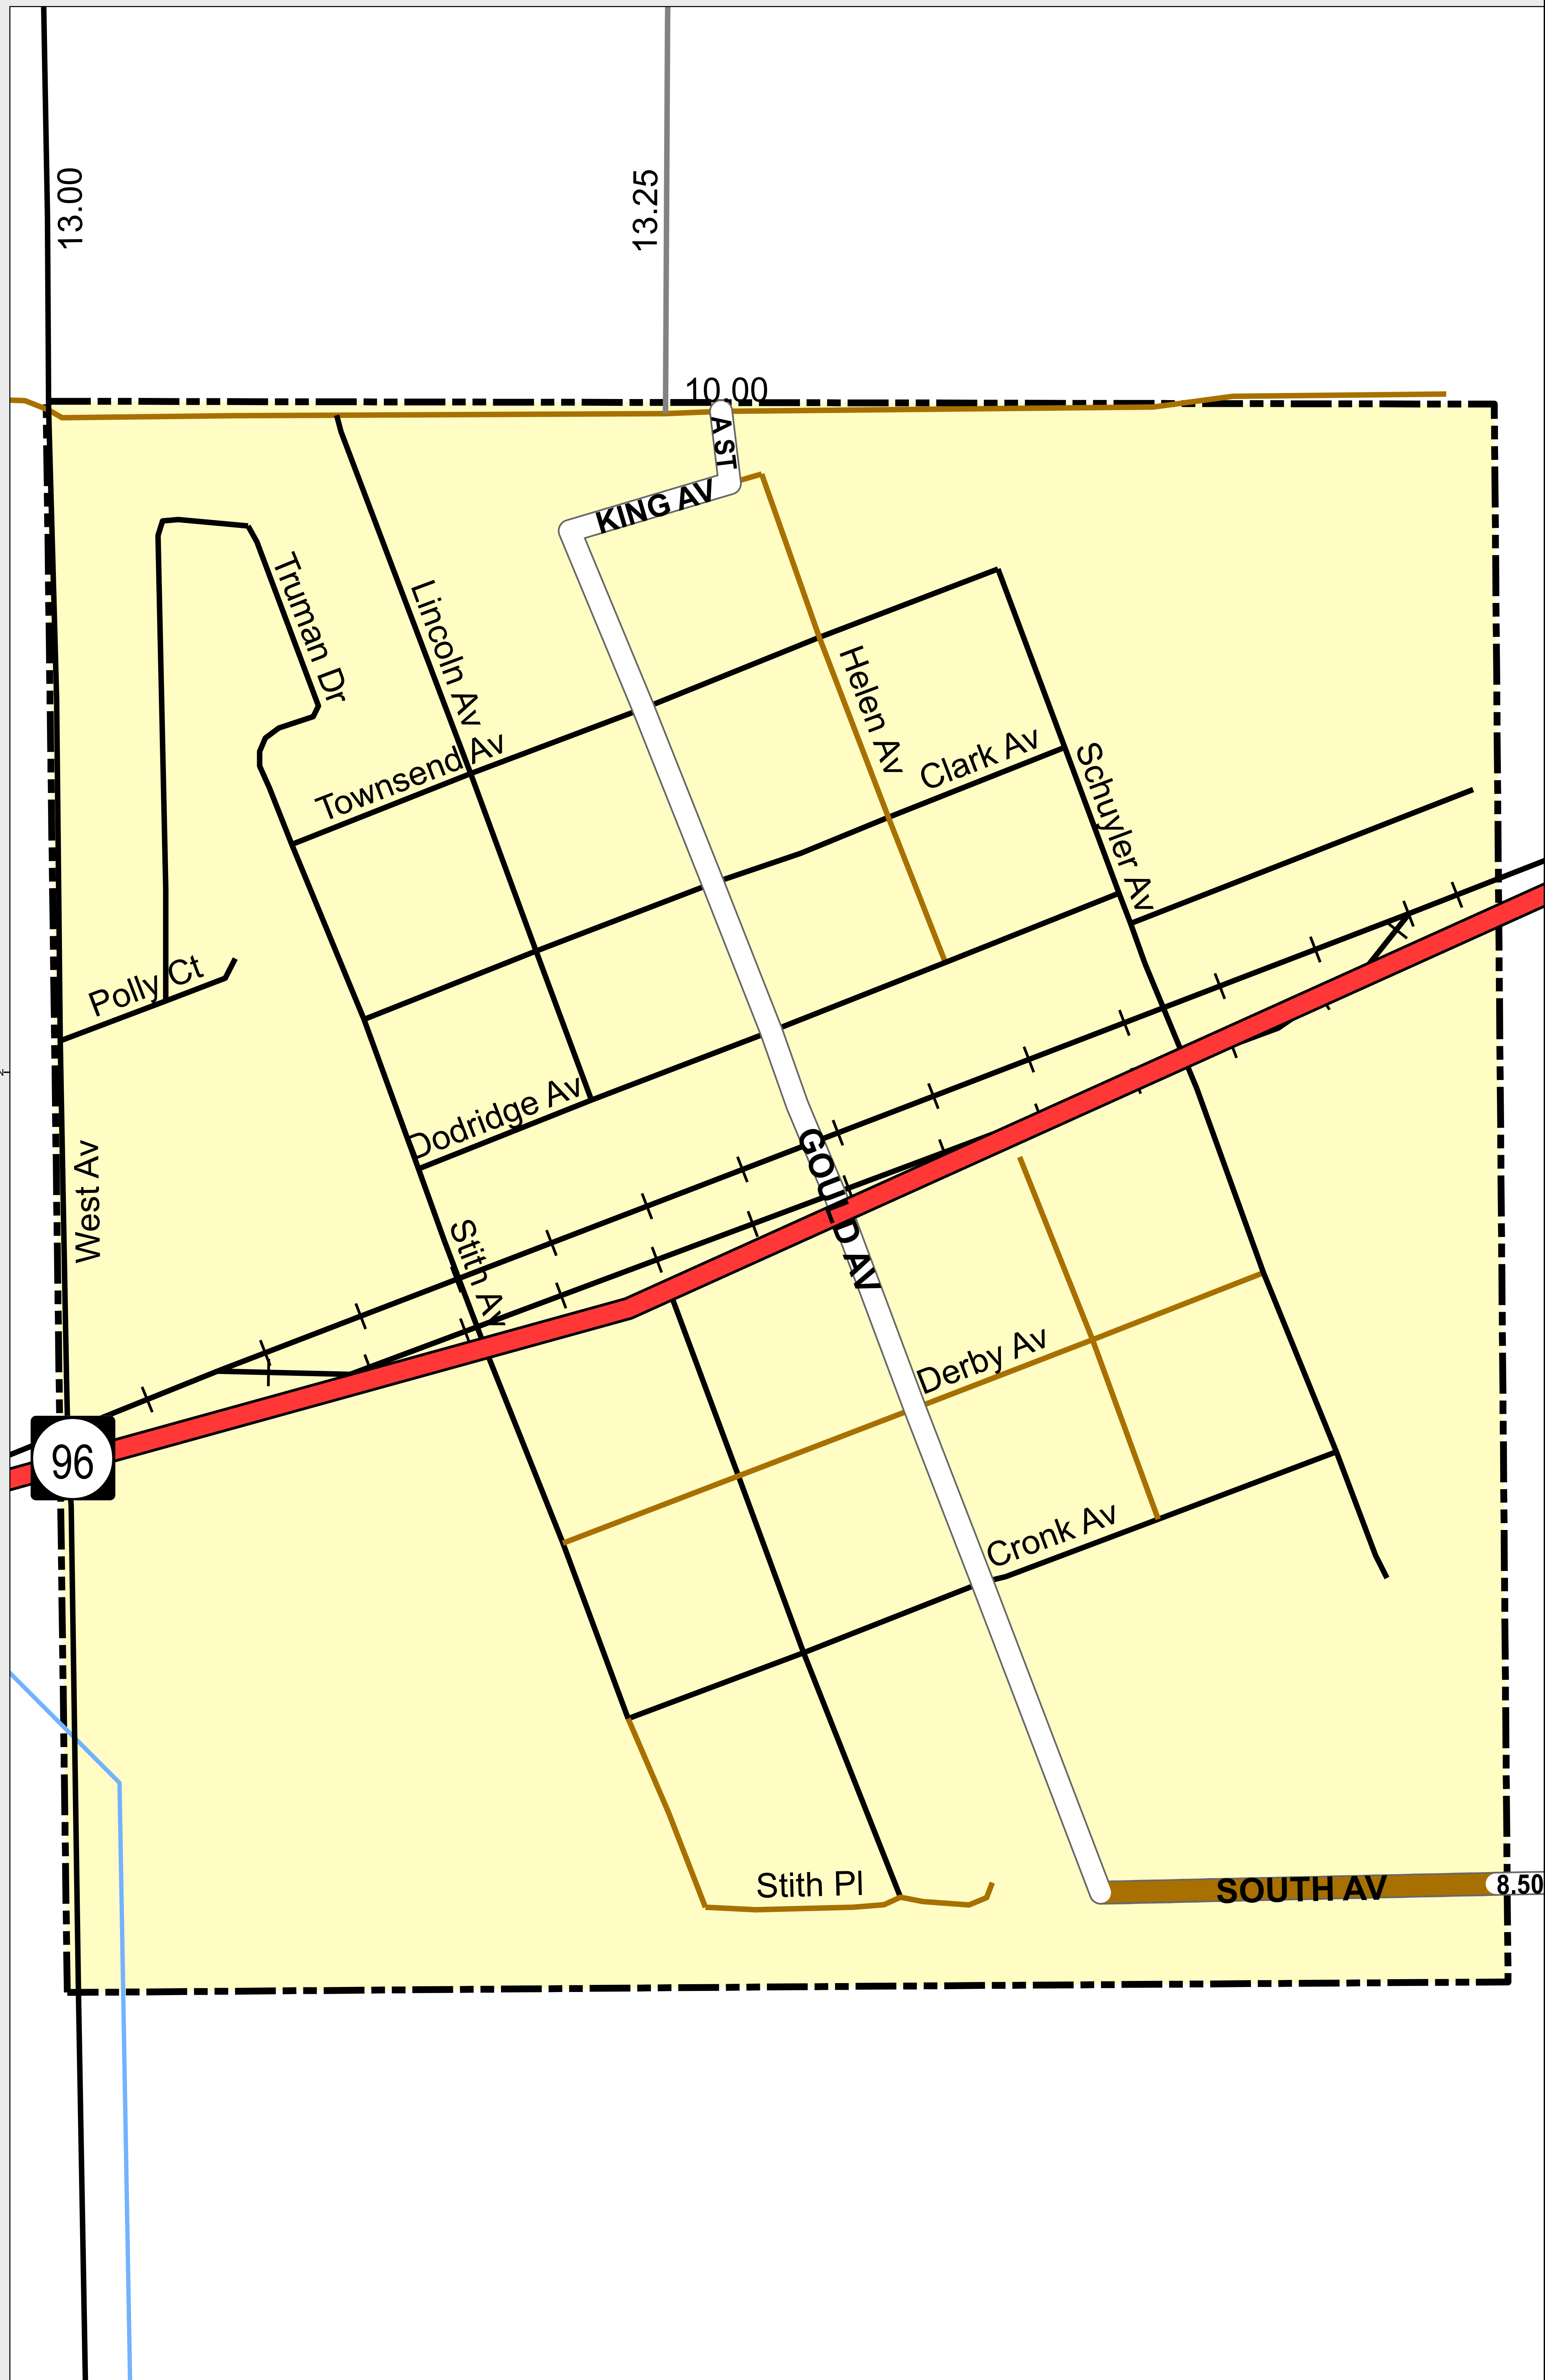 13.00
13.25
10.00
A ST
KING AV
Truman Dr
Lincoln Av
Helen Av
Townsend Av
Clark Av
Schuyler Av
Polly Ct
Dodridge Av
West Av
GOULD AV
Stith Av
Derby Av
96
Cronk Av
Stith Pl
SOUTH AV
8.50